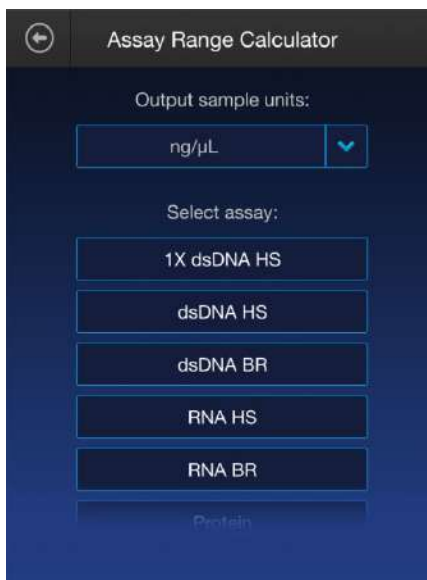 Assay Range Calculator
Output sample units:
ng/µL
Select assay:
1X dsDNA HS
dsDNA HS
dsDNA BR
RNA HS
RNA BR
Protein